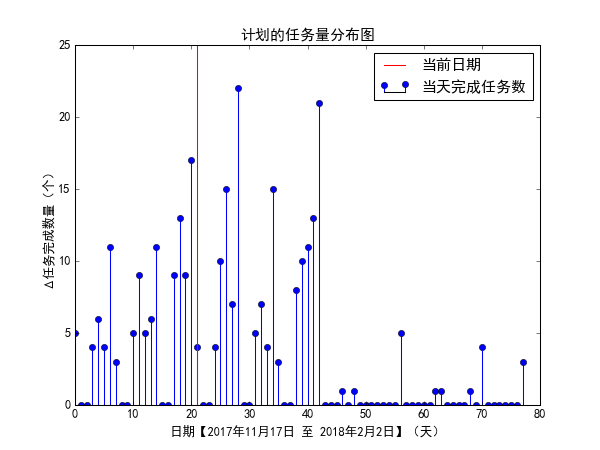 计划的任务量分布图
当前日期
当天完成任务数
Δ任务完成数量（个）
25
20
15
10
5
0
0 10 20 30 40 50 60 70 80
日期【2017年11月17日 至 2018年2月2日】（天）